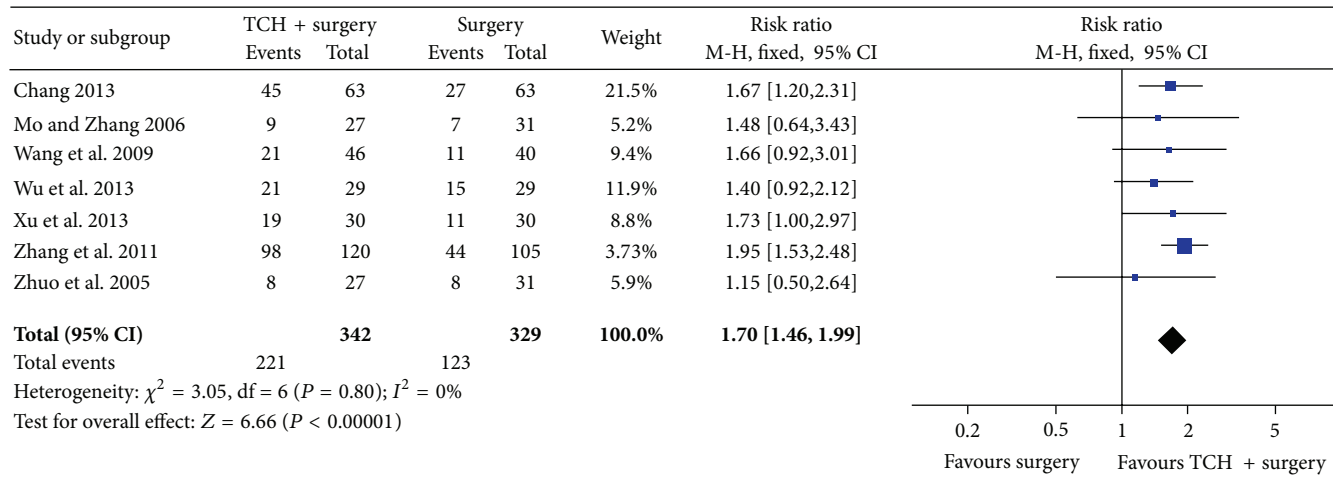 Study or subgroup TCH + surgery Surgery Weight Risk ratio Risk ratio
Events Total Events Total M-H, fixed, 95% CI M-H, fixed, 95% CI
Chang 2013 45 63 27 63 21.5% 1.67 [1.20,2.31]
Mo and Zhang 2006 9 27 7 31 5.2% 1.48 [0.64,3.43]
Wang et al. 2009 21 46 11 40 9.4% 1.66 [0.92,3.01]
Wu et al. 2013 21 29 15 29 11.9% 1.40 [0.92,2.12]
Xu et al. 2013 19 30 11 30 8.8% 1.73 [1.00,2.97]
Zhang et al. 2011 98 120 44 105 3.73% 1.95 [1.53,2.48]
Zhuo et al. 2005 8 27 8 31 5.9% 1.15 [0.50,2.64]
Total (95% CI) 342 329 100.0% 1.70 [1.46, 1.99]
Total events 221 123
Heterogeneity: χ² = 3.05, df = 6 (P = 0.80); I² = 0%
Test for overall effect: Z = 6.66 (P < 0.00001)
0.2 0.5 1 2 5
Favours surgery Favours TCH + surgery